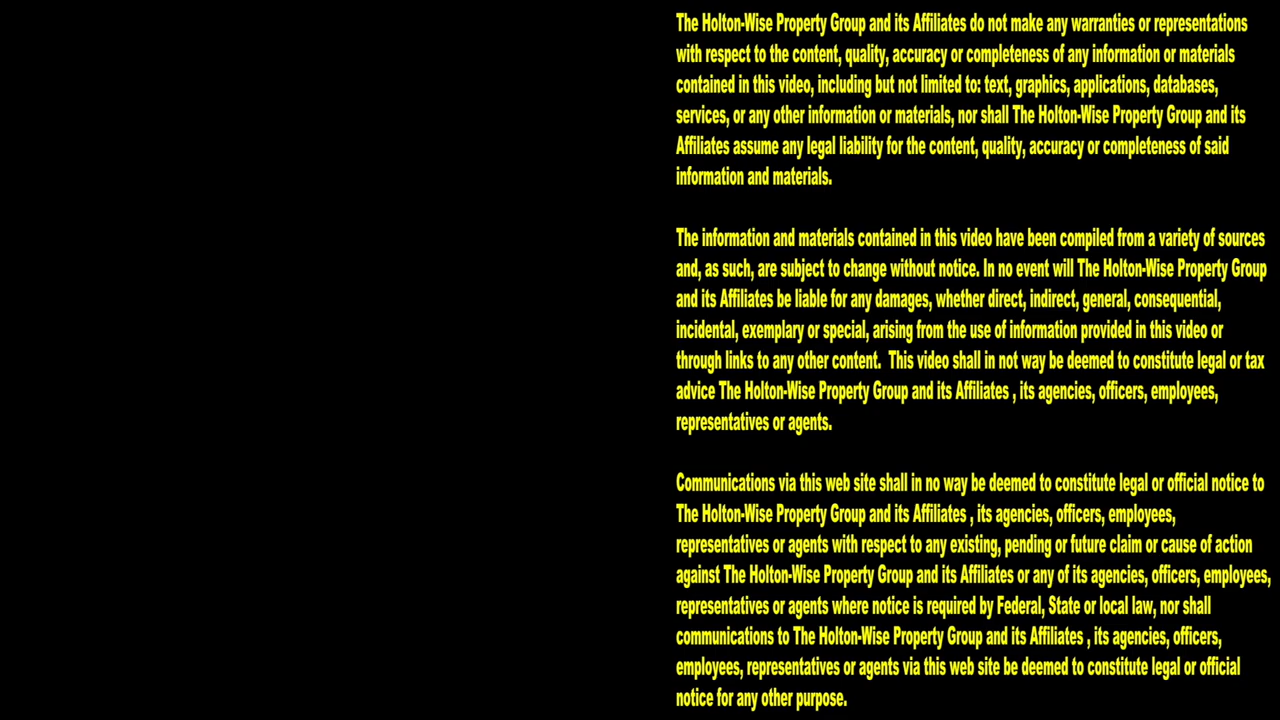 The Holton-Wise Property Group and its Affiliates do not make any warranties or representations
with respect to the content, quality, accuracy or completeness of any information or materials
contained in this video, including but not limited to: text, graphics, applications, databases,
services, or any other information or materials, nor shall The Holton-Wise Property Group and its
Affiliates assume any legal liability for the content, quality, accuracy or completeness of said
information and materials.
The information and materials contained in this video have been compiled from a variety of sources
and, as such, are subject to change without notice. In no event will The Holton-Wise Property Group
and its Affiliates be liable for any damages, whether direct, indirect, general, consequential,
incidental, exemplary or special, arising from the use of information provided in this video or
through links to any other content.  This video shall in not way be deemed to constitute legal or tax
advice The Holton-Wise Property Group and its Affiliates , its agencies, officers, employees,
representatives or agents.
Communications via this web site shall in no way be deemed to constitute legal or official notice to
The Holton-Wise Property Group and its Affiliates , its agencies, officers, employees,
representatives or agents with respect to any existing, pending or future claim or cause of action
against The Holton-Wise Property Group and its Affiliates or any of its agencies, officers, employees,
representatives or agents where notice is required by Federal, State or local law, nor shall
communications to The Holton-Wise Property Group and its Affiliates , its agencies, officers,
employees, representatives or agents via this web site be deemed to constitute legal or official
notice for any other purpose.